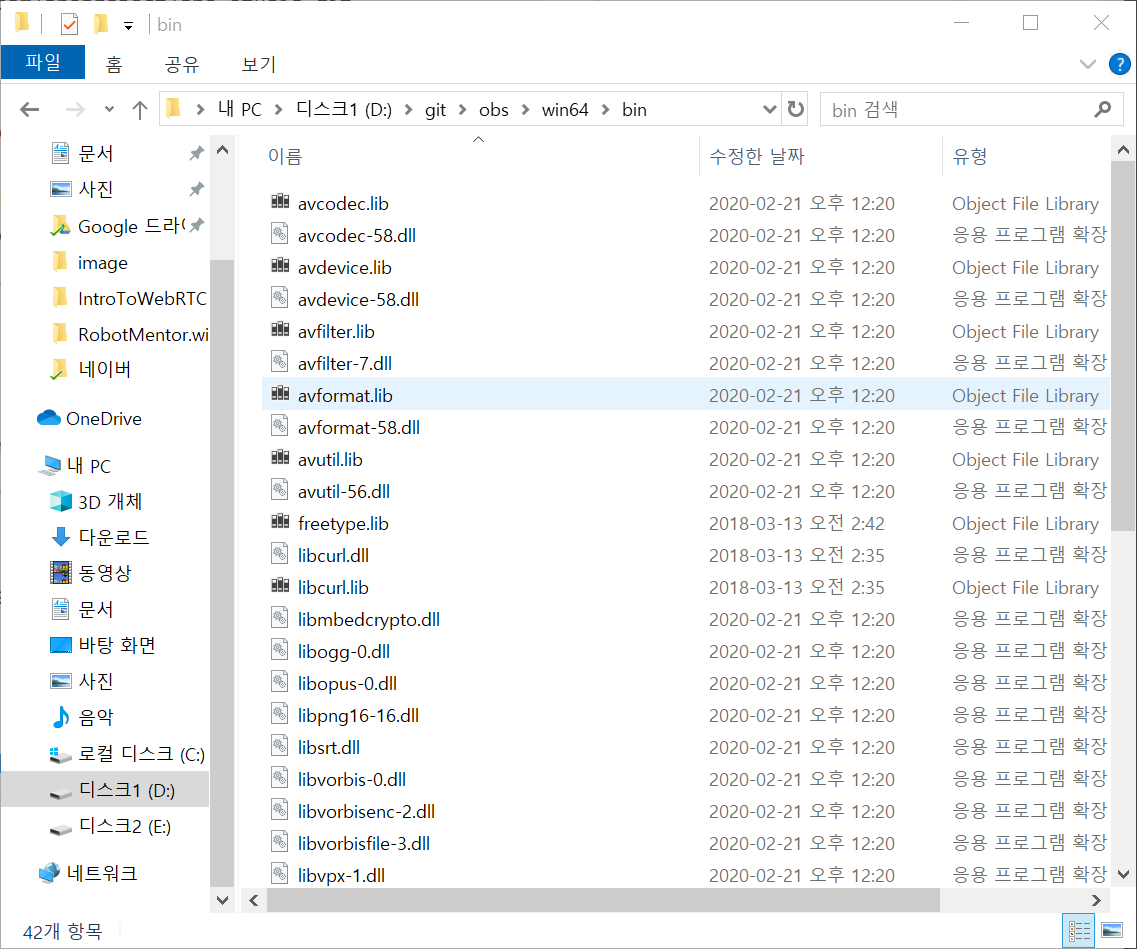 bin
파일 홈 공유 보기
?
내 PC > 디스크1 (D:) > git > obs > win64 > bin
bin 검색
문서
사진
Google 드라이
image
IntroToWebRTC
RobotMentor.wi
네이버
OneDrive
내 PC
3D 개체
다운로드
동영상
문서
바탕 화면
사진
음악
로컬 디스크 (C:)
디스크1 (D:)
디스크2 (E:)
네트워크
이름 수정한 날짜 유형
avcodec.lib 2020-02-21 오후 12:20 Object File Library
avcodec-58.dll 2020-02-21 오후 12:20 응용 프로그램 확장
avdevice.lib 2020-02-21 오후 12:20 Object File Library
avdevice-58.dll 2020-02-21 오후 12:20 응용 프로그램 확장
avfilter.lib 2020-02-21 오후 12:20 Object File Library
avfilter-7.dll 2020-02-21 오후 12:20 응용 프로그램 확장
avformat.lib 2020-02-21 오후 12:20 Object File Library
avformat-58.dll 2020-02-21 오후 12:20 응용 프로그램 확장
avutil.lib 2020-02-21 오후 12:20 Object File Library
avutil-56.dll 2020-02-21 오후 12:20 응용 프로그램 확장
freetype.lib 2018-03-13 오전 2:42 Object File Library
libcurl.dll 2018-03-13 오전 2:35 응용 프로그램 확장
libcurl.lib 2018-03-13 오전 2:35 Object File Library
libmbedcrypto.dll 2020-02-21 오후 12:20 응용 프로그램 확장
libogg-0.dll 2020-02-21 오후 12:20 응용 프로그램 확장
libopus-0.dll 2020-02-21 오후 12:20 응용 프로그램 확장
libpng16-16.dll 2020-02-21 오후 12:20 응용 프로그램 확장
libsrt.dll 2020-02-21 오후 12:20 응용 프로그램 확장
libvorbis-0.dll 2020-02-21 오후 12:20 응용 프로그램 확장
libvorbisenc-2.dll 2020-02-21 오후 12:20 응용 프로그램 확장
libvorbisfile-3.dll 2020-02-21 오후 12:20 응용 프로그램 확장
libvpx-1.dll 2020-02-21 오후 12:20 응용 프로그램 확장
42개 항목